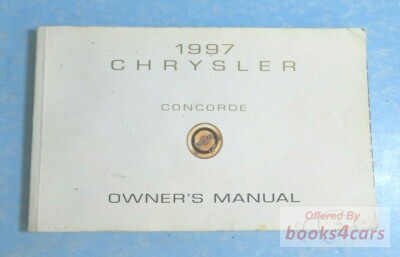 1997
CHRYSLER
CONCORDE
OWNER'S MANUAL
Offered By
books4cars